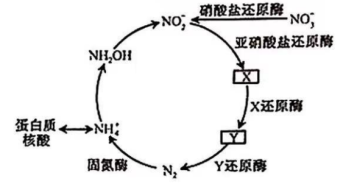 硝酸盐还原酶
NO₂⁻
NO₃⁻
亚硝酸盐还原酶
NH₂OH
X
X还原酶
蛋白质
核酸
NH₄⁺
Y
固氮酶
N₂
Y还原酶